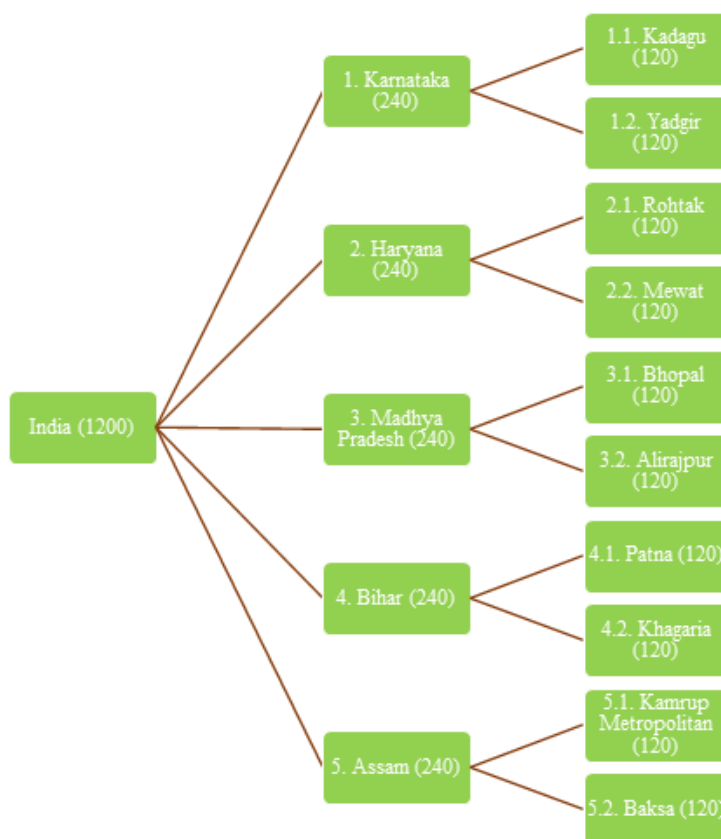 India (1200)
1. Karnataka
(240)
1.1. Kadagu
(120)
1.2. Yadgir
(120)
2. Haryana
(240)
2.1. Rohtak
(120)
2.2. Mewat
(120)
3. Madhya
Pradesh (240)
3.1. Bhopal
(120)
3.2. Alirajpur
(120)
4. Bihar (240)
4.1. Patna (120)
4.2. Khagaria
(120)
5. Assam (240)
5.1. Kamrup
Metropolitan
(120)
5.2. Baksa (120)